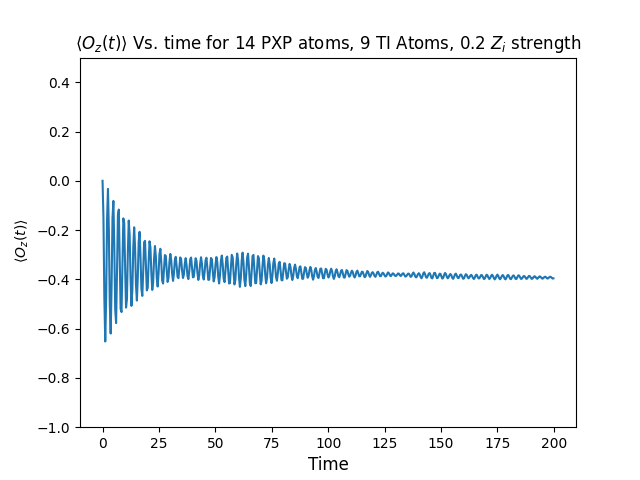 ⟨O_z(t)⟩ Vs. time for 14 PXP atoms, 9 TI Atoms, 0.2 Z_i strength
0.4
0.2
0.0
−0.2
−0.4
−0.6
−0.8
−1.0
⟨O_z(t)⟩
0 25 50 75 100 125 150 175 200
Time